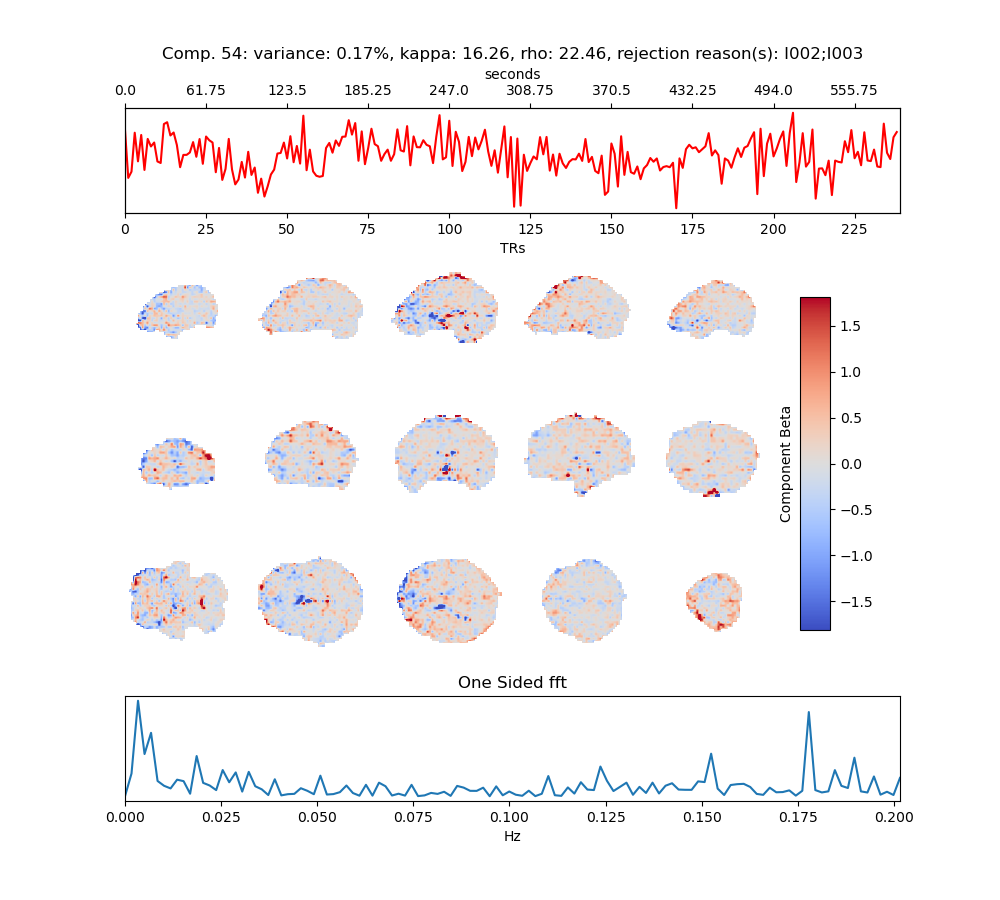 Comp. 54: variance: 0.17%, kappa: 16.26, rho: 22.46, rejection reason(s): I002;I003
seconds
0.0 61.75 123.5 185.25 247.0 308.75 370.5 432.25 494.0 555.75
0 25 50 75 100 125 150 175 200 225
TRs
1.5
1.0
0.5
0.0
−0.5
−1.0
−1.5
Component Beta
One Sided fft
0.000 0.025 0.050 0.075 0.100 0.125 0.150 0.175 0.200
Hz